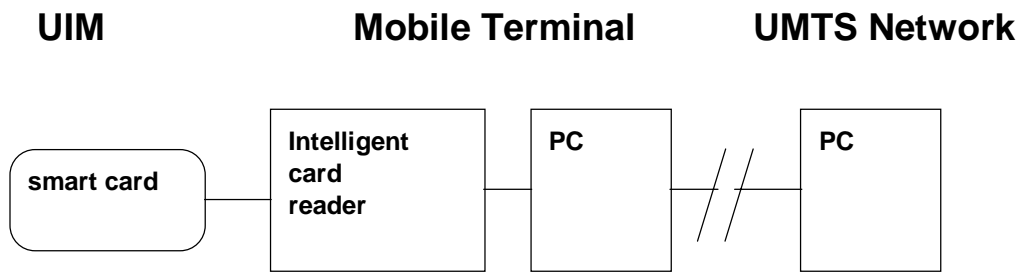 UIM Mobile Terminal UMTS Network
smart card
Intelligent
card
reader
PC
PC